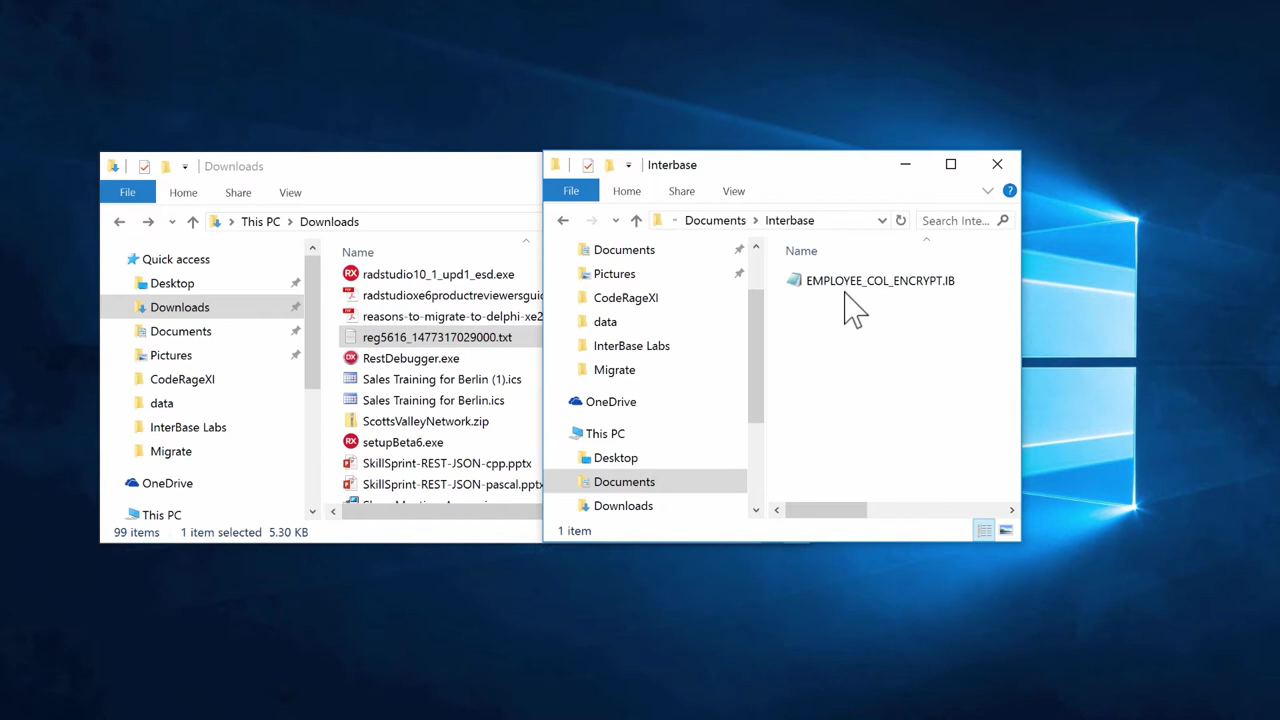 Downloads
File Home Share View
This PC Downloads
Quick access
Desktop
Downloads
Documents
Pictures
CodeRageXI
data
InterBase Labs
Migrate
OneDrive
This PC
Name
radstudio10_1_upd1_esd.exe
radstudioxe6productreviewersgui
reasons-to-migrate-to-delphi-xe2
reg5616_1477317029000.txt
RestDebugger.exe
Sales Training for Berlin (1).ics
Sales Training for Berlin.ics
ScottsValleyNetwork.zip
setupBeta6.exe
SkillSprint-REST-JSON-cpp.pptx
SkillSprint-REST-JSON-pascal.pptx
99 items 1 item selected 5.30 KB
Interbase
File Home Share View
Documents Interbase Search Inte...
Documents
Pictures
CodeRageXI
data
InterBase Labs
Migrate
OneDrive
This PC
Desktop
Documents
Downloads
Name
EMPLOYEE_COL_ENCRYPT.IB
1 item